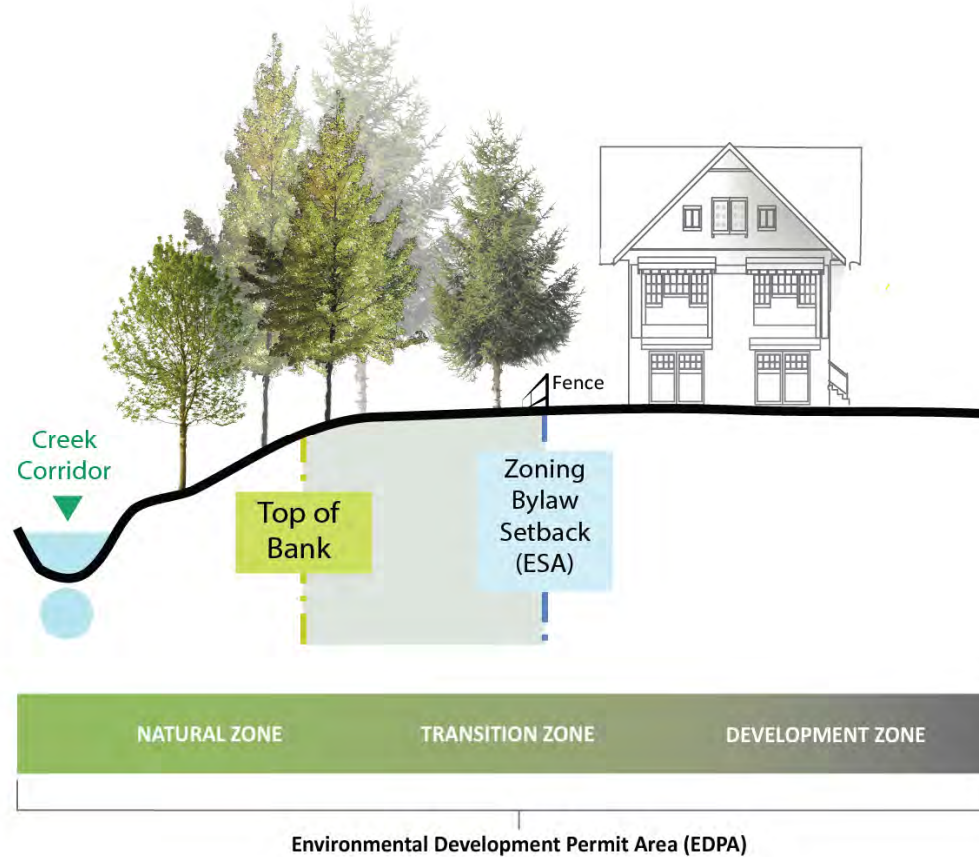 Fence
Creek
Corridor
Top of
Bank
Zoning
Bylaw
Setback
(ESA)
NATURAL ZONE
TRANSITION ZONE
DEVELOPMENT ZONE
Environmental Development Permit Area (EDPA)